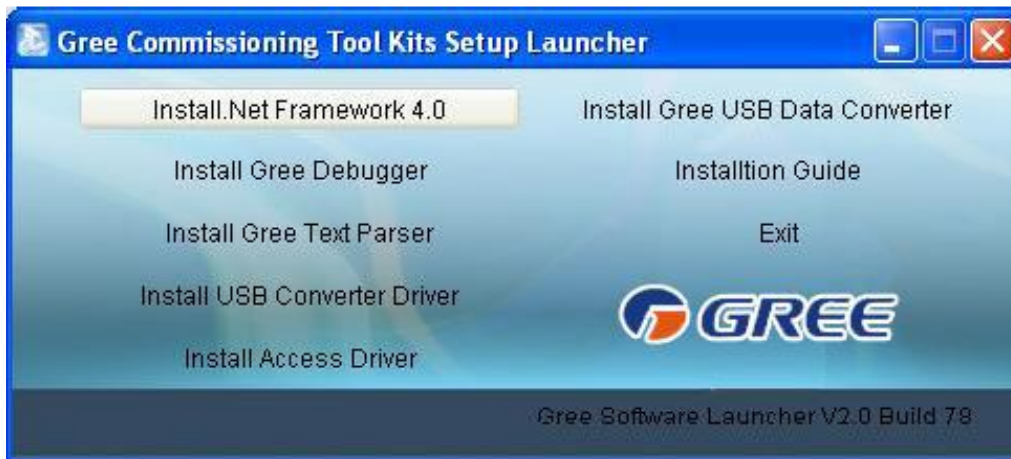 Gree Commissioning Tool Kits Setup Launcher
Install.Net Framework 4.0
Install Gree Debugger
Install Gree Text Parser
Install USB Converter Driver
Install Access Driver
Install Gree USB Data Converter
Installtion Guide
Exit
GREE
Gree Software Launcher V2.0 Build 78